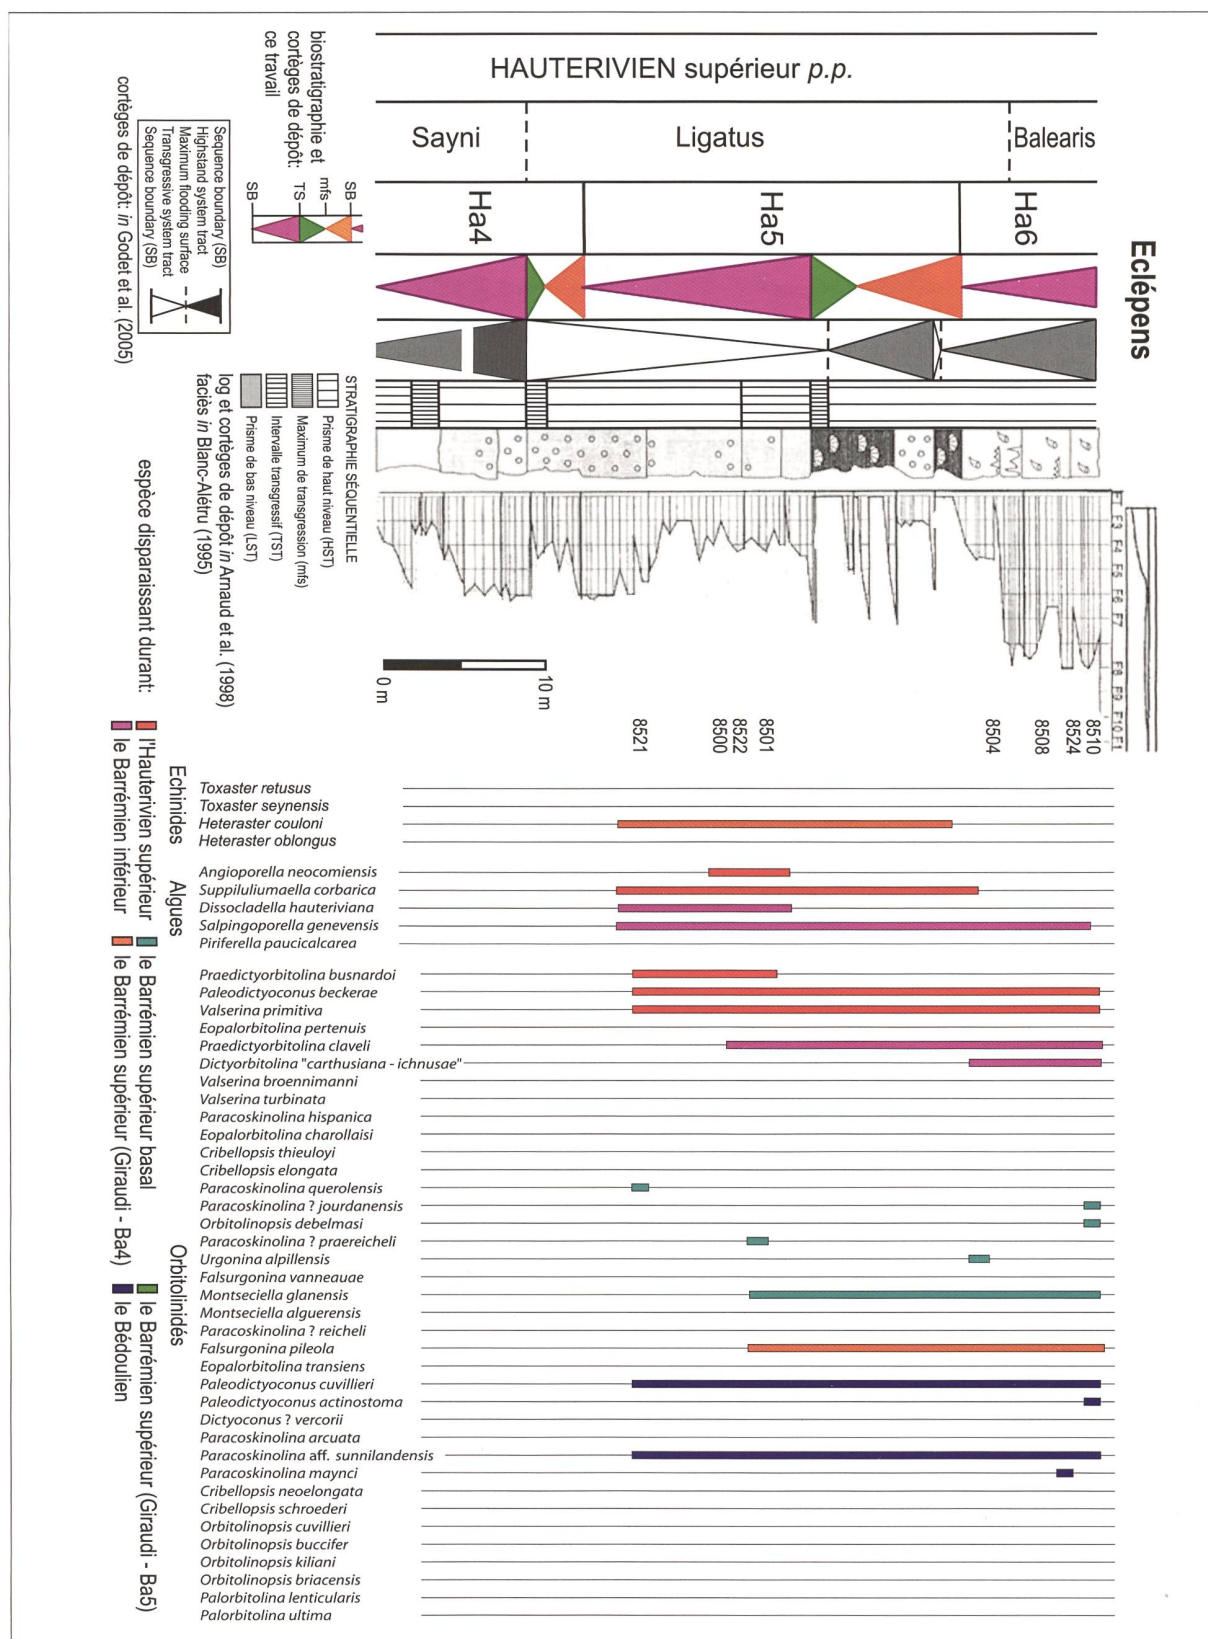 Eclépens
HAUTERIVIEN supérieur p.p.
Sayni
Ligatus
Balearis
Ha4
Ha5
Ha6
biostratigraphie et
cortèges de dépôt:
ce travail
SB
mfs
TS
SB
Sequence boundary (SB)
Highstand system tract
Maximum flooding surface
Transgressive system tract
Sequence boundary (SB)
cortèges de dépôt: in Godet et al. (2005)
STRATIGRAPHIE SÉQUENTIELLE
Prisme de haut niveau (HST)
Maximum de transgression (mfs)
Intervalle transgressif (TST)
Prisme de bas niveau (LST)
log et cortèges de dépôt in Arnaud et al. (1998)
faciès in Blanc-Alétru (1995)
F3
F4
F5
F6
F7
F8
F9
F10
0 m
10 m
8521
8500
8522
8501
8504
8508
8524
8510
espèce disparaissant durant:
l'Hauterivien supérieur
le Barrémien inférieur
le Barrémien supérieur basal
le Barrémien supérieur (Giraudi - Ba4)
le Barrémien supérieur (Giraudi - Ba5)
le Bédoulien
Echinides
Toxaster retusus
Toxaster seynensis
Heteraster couloni
Heteraster oblongus
Algues
Angioporella neocomiensis
Suppiluliumaella corbarica
Dissocladella hauteriviana
Salpingoporella genevensis
Piriferella paucicalcarea
Orbitolinidés
Praedictyorbitolina busnardoi
Paleodictyoconus beckerae
Valserina primitiva
Eopalorbitolina pertenuis
Praedictyorbitolina claveli
Dictyorbitolina "carthusiana - ichnusae"
Valserina broennimanni
Valserina turbinata
Paracoskinolina hispanica
Eopalorbitolina charollaisi
Cribellopsis thieuloyi
Cribellopsis elongata
Paracoskinolina querolensis
Paracoskinolina ? jourdanensis
Orbitolinopsis debelmasi
Paracoskinolina ? praereicheli
Urgonina alpillensis
Falsurgonina vanneauae
Montseciella glanensis
Montseciella alguerensis
Paracoskinolina ? reicheli
Falsurgonina pileola
Eopalorbitolina transiens
Paleodictyoconus cuvillieri
Paleodictyoconus actinostoma
Dictyoconus ? vercorii
Paracoskinolina arcuata
Paracoskinolina aff. sunnilandensis
Paracoskinolina maynci
Cribellopsis neoelongata
Cribellopsis schroederi
Orbitolinopsis cuvillieri
Orbitolinopsis buccifer
Orbitolinopsis kiliani
Orbitolinopsis briacensis
Palorbitolina lenticularis
Palorbitolina ultima